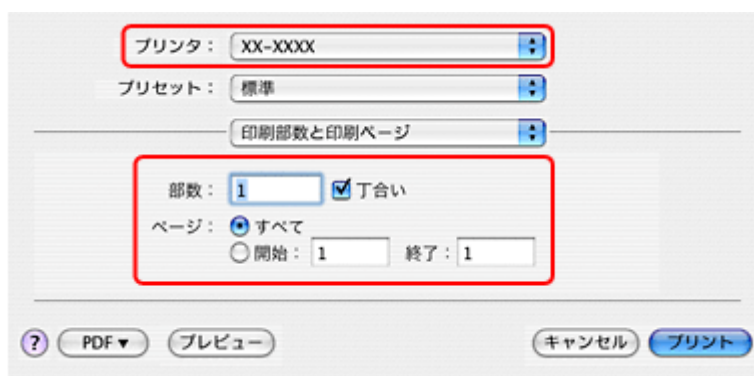 プリンタ： XX-XXXX
プリセット： 標準
印刷部数と印刷ページ
部数： 1 丁合い
ページ： すべて
開始： 1 終了： 1
? PDF▼ プレビュー キャンセル プリント